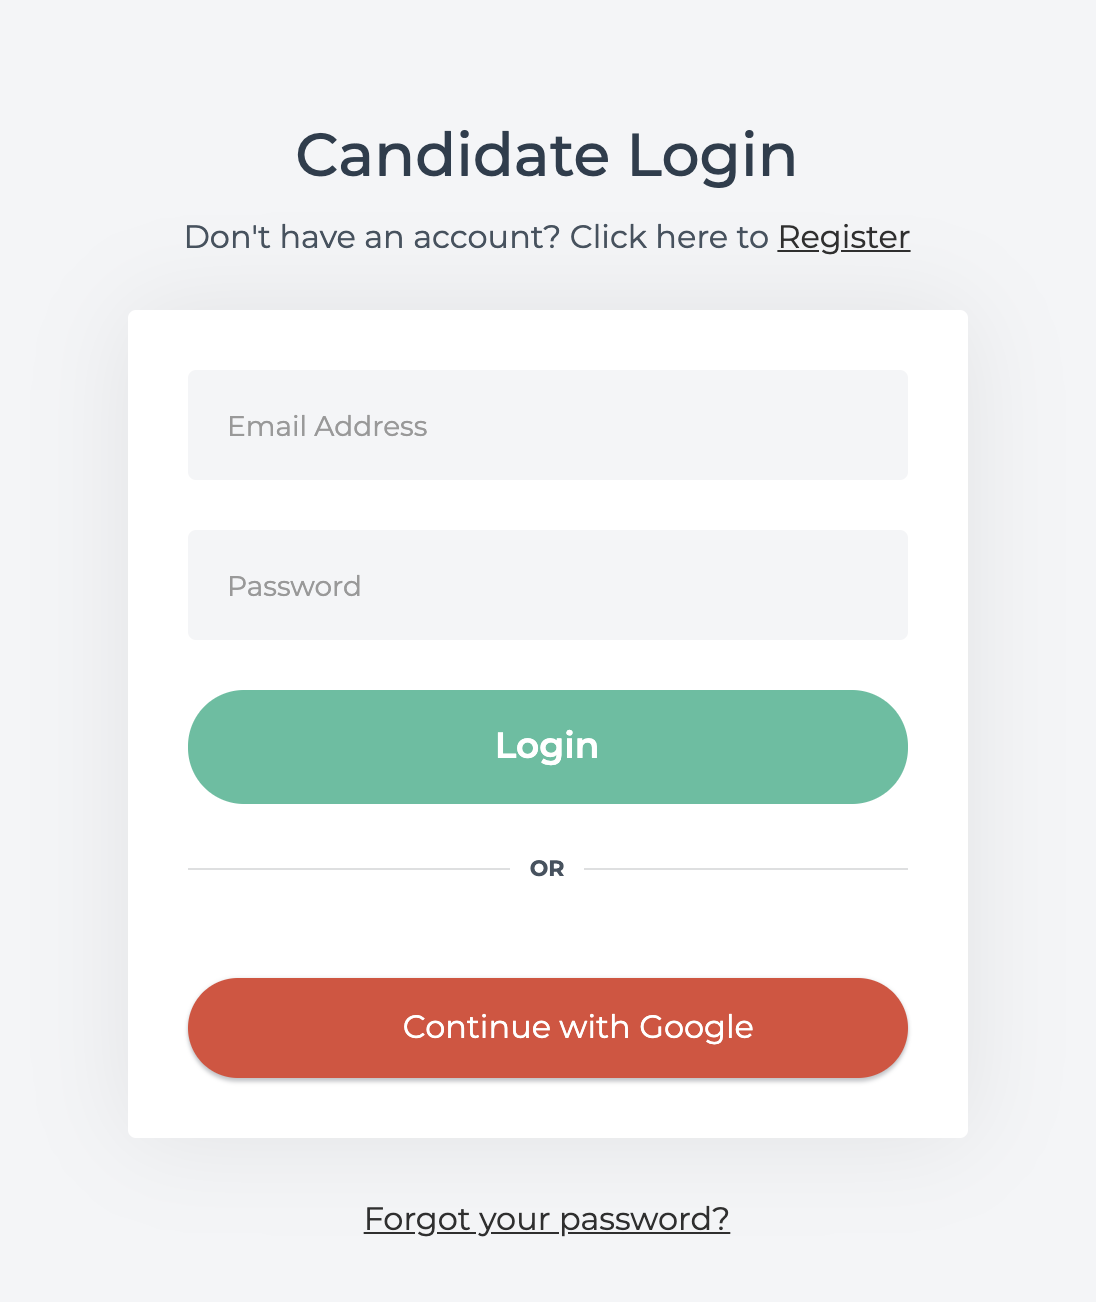 Candidate Login
Don't have an account? Click here to Register
Email Address
Password
Login
OR
Continue with Google
Forgot your password?